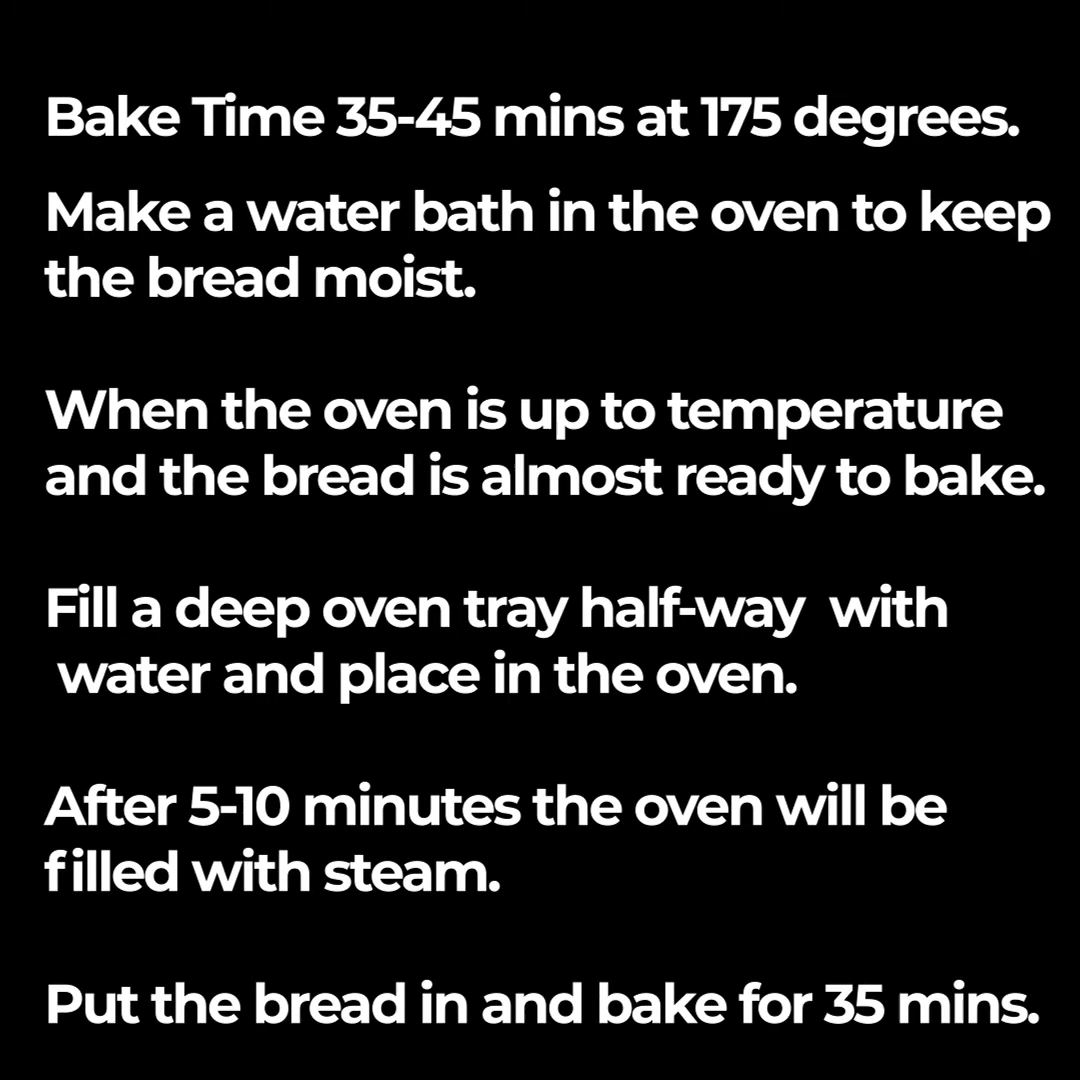 Bake Time 35-45 mins at 175 degrees.
Make a water bath in the oven to keep
the bread moist.
When the oven is up to temperature
and the bread is almost ready to bake.
Fill a deep oven tray half-way  with
water and place in the oven.
After 5-10 minutes the oven will be
filled with steam.
Put the bread in and bake for 35 mins.